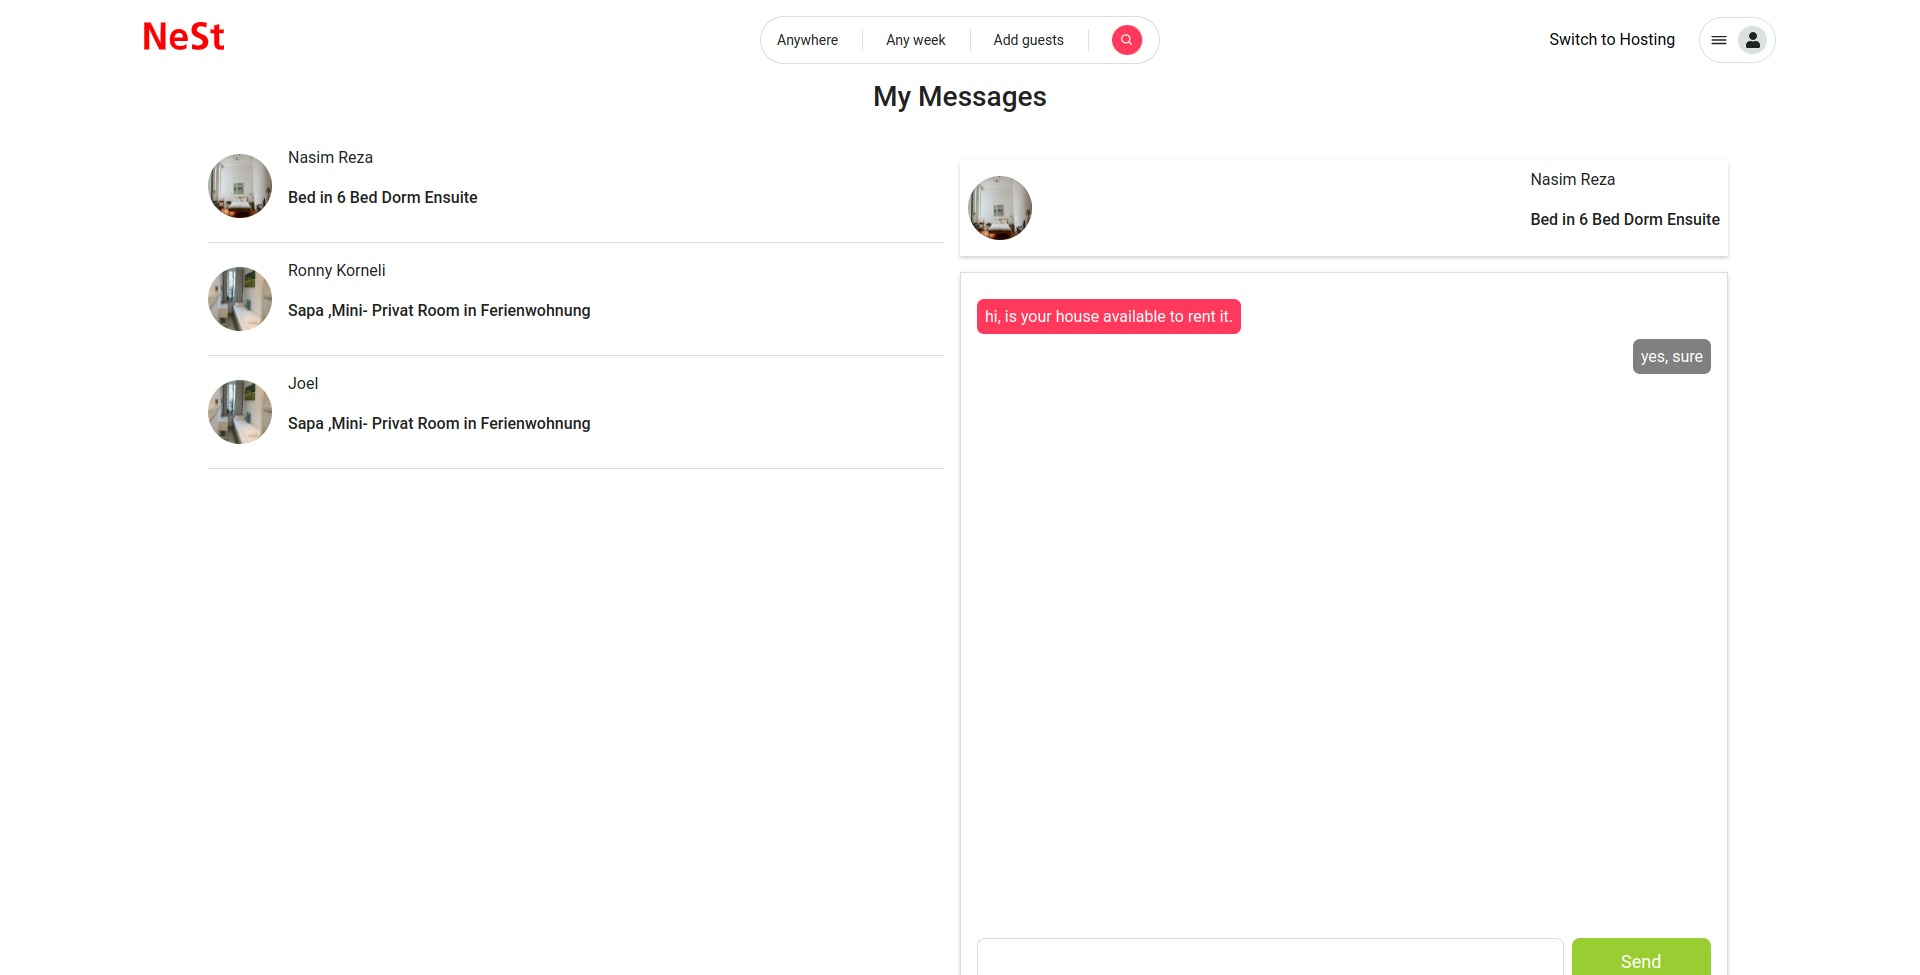 NeSt
Anywhere
Any week
Add guests
Switch to Hosting
My Messages
Nasim Reza
Bed in 6 Bed Dorm Ensuite
Ronny Korneli
Sapa ,Mini- Privat Room in Ferienwohnung
Joel
Sapa ,Mini- Privat Room in Ferienwohnung
Nasim Reza
Bed in 6 Bed Dorm Ensuite
hi, is your house available to rent it.
yes, sure
Send